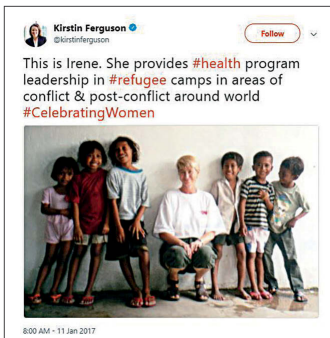 Kirstin Ferguson
@kirstinferguson
Follow
This is Irene. She provides #health program
leadership in #refugee camps in areas of
conflict & post-conflict around world
#CelebratingWomen
8:00 AM - 11 Jan 2017